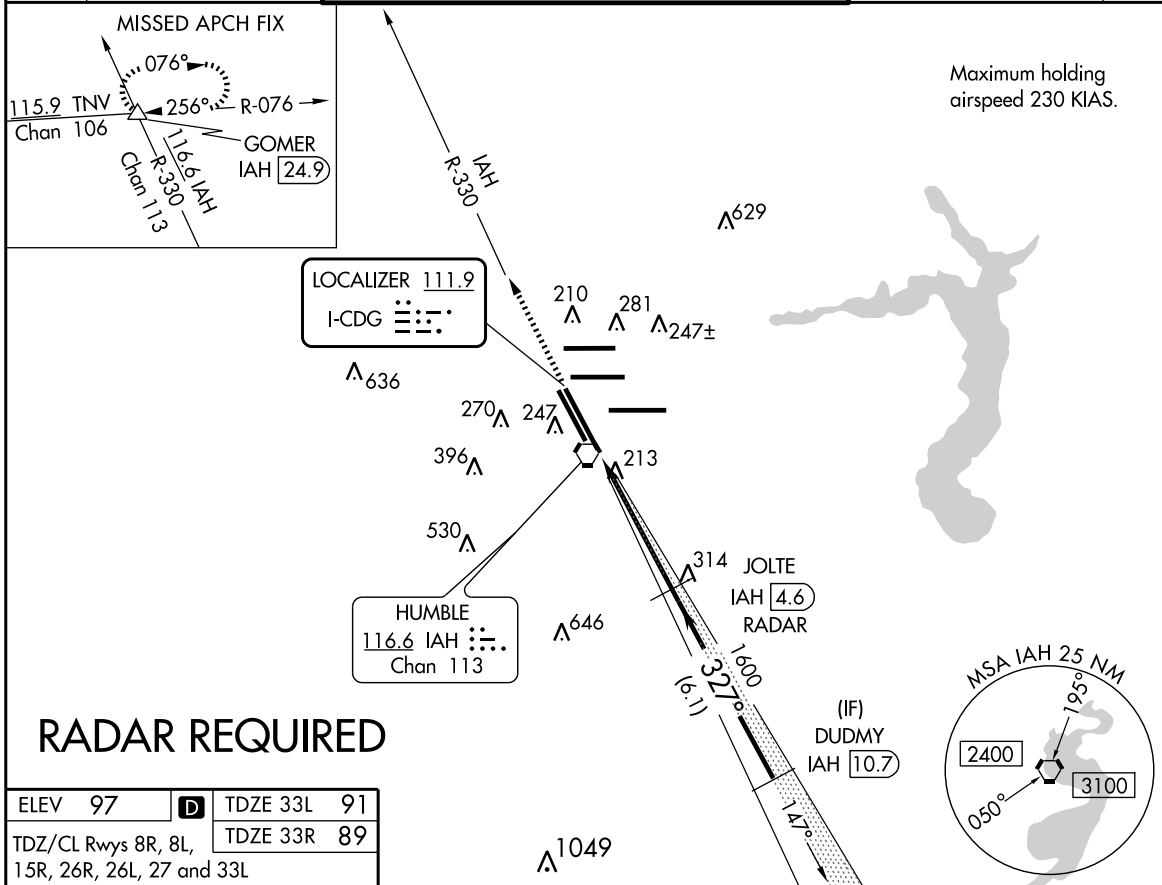 MISSED APCH FIX
076°
115.9 TNV
Chan 106
256°
R-076
GOMER
IAH 24.9
116.6 IAH
R-330
Chan 113
Maximum holding
airspeed 230 KIAS.
IAH
R-330
629
LOCALIZER 111.9
I-CDG
210
281
247±
636
270
247
396
213
530
314
JOLTE
IAH 4.6
RADAR
HUMBLE
116.6 IAH
Chan 113
646
1600
327°
(6.1)
MSA IAH 25 NM
195°
2400
3100
050°
(IF)
DUDMY
IAH 10.7
147°
RADAR REQUIRED
ELEV 97 D TDZE 33L 91
TDZE 33R 89
TDZ/CL Rwys 8R, 8L,
15R, 26R, 26L, 27 and 33L
1049